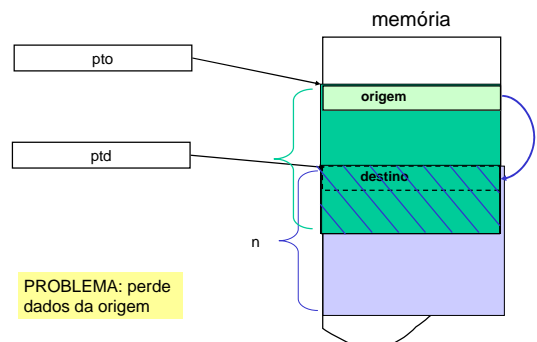 memória
pto
origem
ptd
destino
n
PROBLEMA: perde
dados da origem